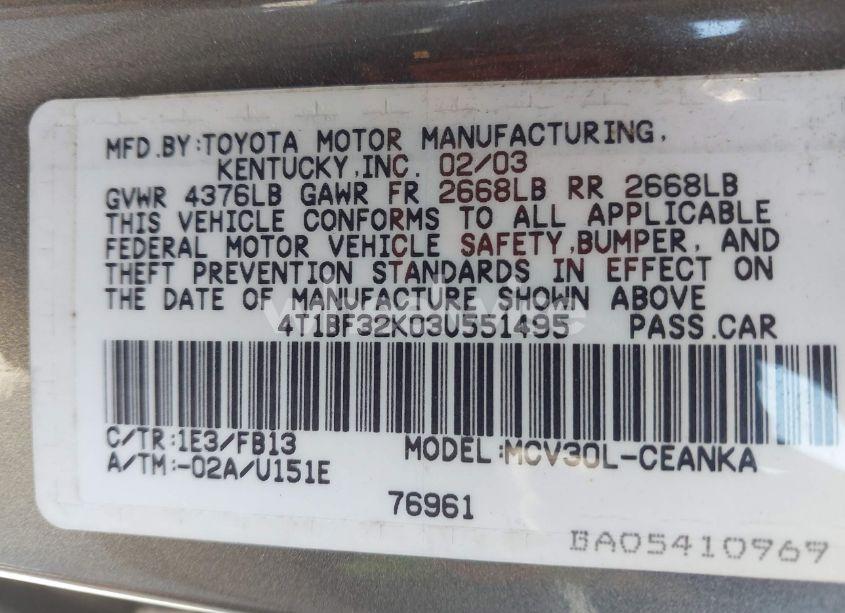 MFD.BY:TOYOTA MOTOR MANUFACTURING,
KENTUCKY,INC. 02/03
GVWR 4376LB GAWR FR 2668LB RR 2668LB
THIS VEHICLE CONFORMS TO ALL APPLICABLE
FEDERAL MOTOR VEHICLE SAFETY,BUMPER, AND
THEFT PREVENTION STANDARDS IN EFFECT ON
THE DATE OF MANUFACTURE SHOWN ABOVE
4T1BF32K03U551495 PASS.CAR
C/TR:1E3/FB13 MODEL:MCV30L-CEANKA
A/TM:-02A/U151E
76961
BA05410969